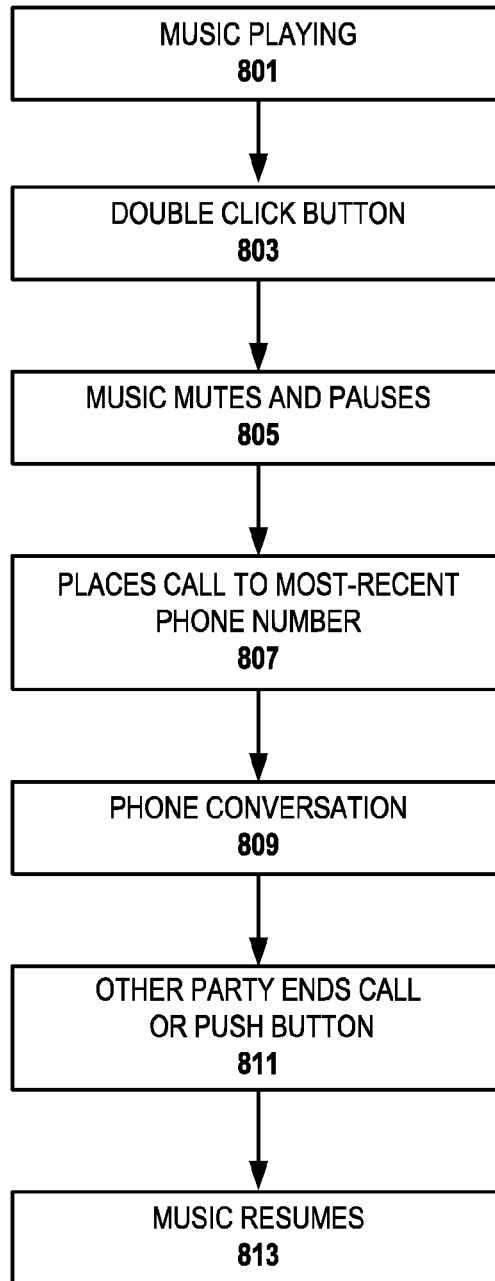 MUSIC PLAYING
801
DOUBLE CLICK BUTTON
803
MUSIC MUTES AND PAUSES
805
PLACES CALL TO MOST-RECENT
PHONE NUMBER
807
PHONE CONVERSATION
809
OTHER PARTY ENDS CALL
OR PUSH BUTTON
811
MUSIC RESUMES
813